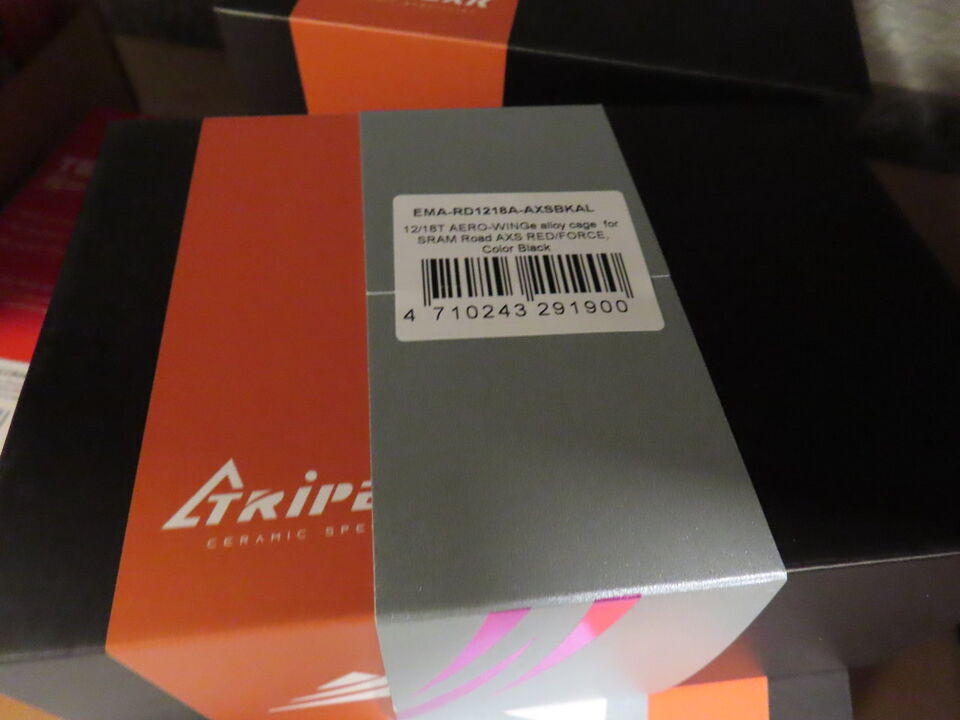 EMA-RD1218A-AXSBKAL
12/18T AERO-WINGe alloy cage for
SRAM Road AXS RED/FORCE,
Color Black
4 710243 291900
TRIPE
CERAMIC SPE